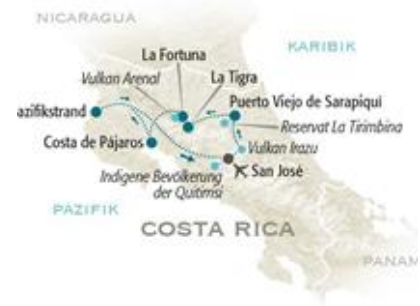 NICARAGUA
KARIBIK
La Fortuna
Vulkan Arenal
La Tigra
azifikstrand
Puerto Viejo de Sarapiqui
Costa de Pájaros
Reservat La Tirimbina
Vulkan Irazu
San José
Indigene Bevölkerung
der Quitirrisi
PAZIFIK
COSTA RICA
PANAM